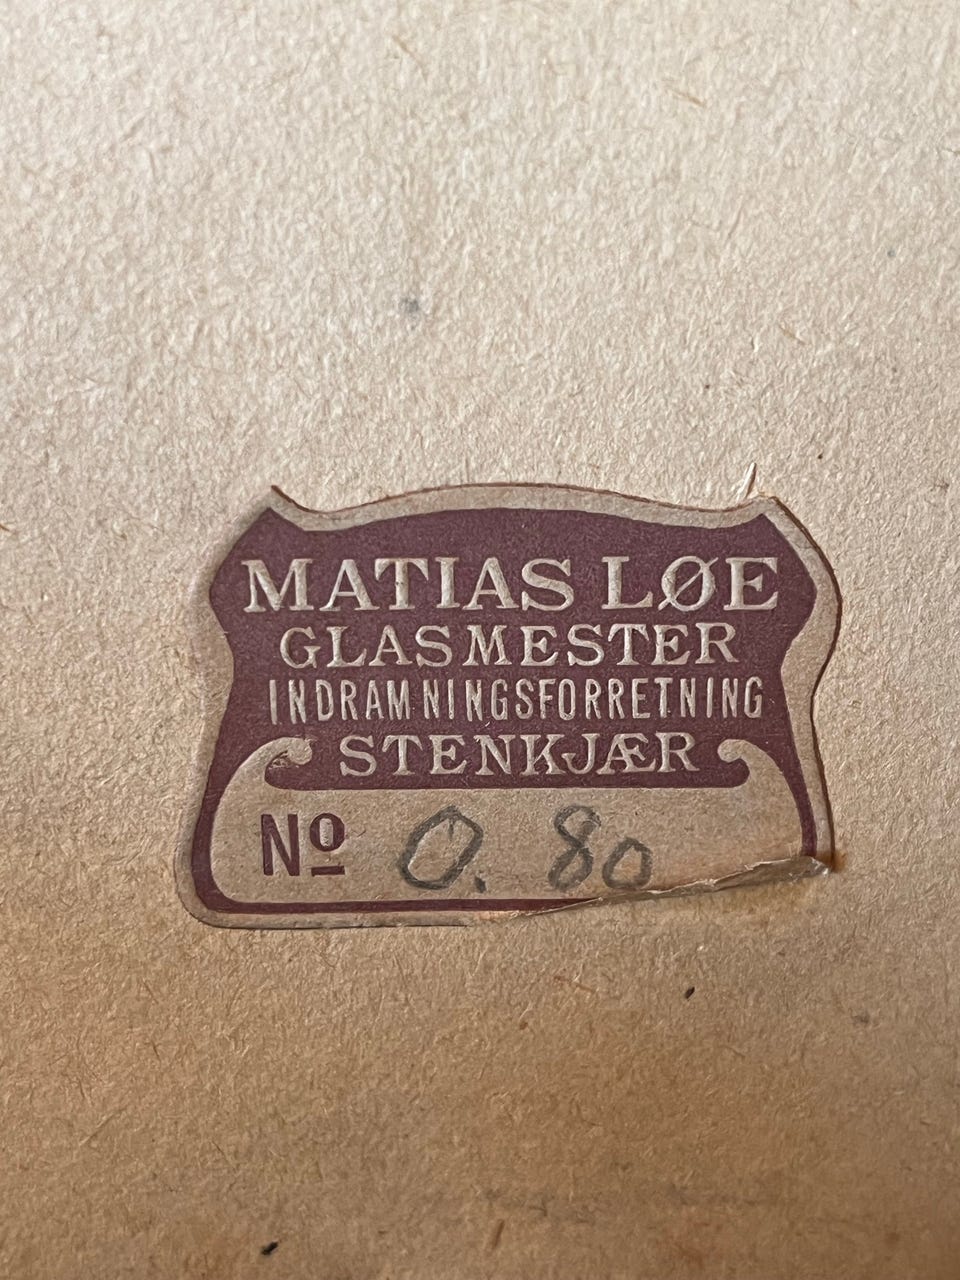 MATIAS LØE
GLASMESTER
INDRAMNINGSFORRETNING
STENKJÆR
Nº 0. 80